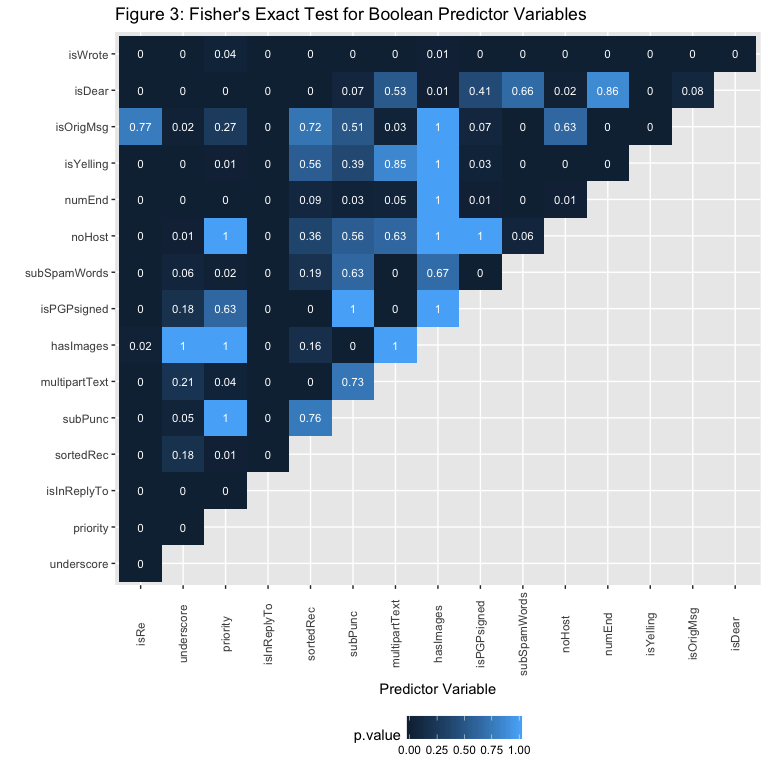 Figure 3: Fisher's Exact Test for Boolean Predictor Variables
isWrote 0 0 0.04 0 0 0 0 0.01 0 0 0 0 0 0 0
isDear 0 0 0 0 0 0.07 0.53 0.01 0.41 0.66 0.02 0.86 0 0.08
isOrigMsg 0.77 0.02 0.27 0 0.72 0.51 0.03 1 0.07 0 0.63 0 0
isYelling 0 0 0.01 0 0.56 0.39 0.85 1 0.03 0 0 0
numEnd 0 0 0 0 0.09 0.03 0.05 1 0.01 0 0.01
noHost 0 0.01 1 0 0.36 0.56 0.63 1 1 0.06
subSpamWords 0 0.06 0.02 0 0.19 0.63 0 0.67 0
isPGPsigned 0 0.18 0.63 0 0 1 0 1
hasImages 0.02 1 1 0 0.16 0 1
multipartText 0 0.21 0.04 0 0 0.73
subPunc 0 0.05 1 0 0.76
sortedRec 0 0.18 0.01 0
isInReplyTo 0 0 0
priority 0 0
underscore 0
isRe underscore priority isInReplyTo sortedRec subPunc multipartText hasImages isPGPsigned subSpamWords noHost numEnd isYelling isOrigMsg isDear
Predictor Variable
p.value
0.00 0.25 0.50 0.75 1.00